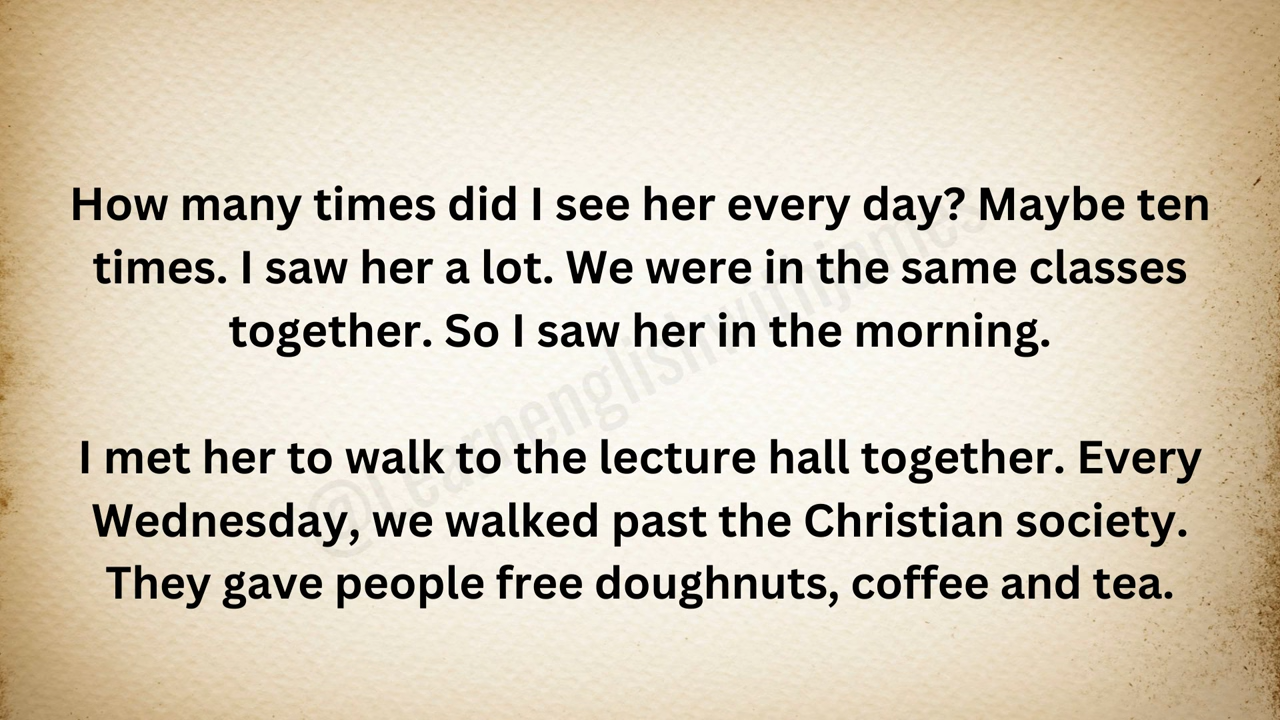 How many times did I see her every day? Maybe ten
times. I saw her a lot. We were in the same classes
together. So I saw her in the morning.
I met her to walk to the lecture hall together. Every
Wednesday, we walked past the Christian society.
They gave people free doughnuts, coffee and tea.
@Learnenglishwithjames